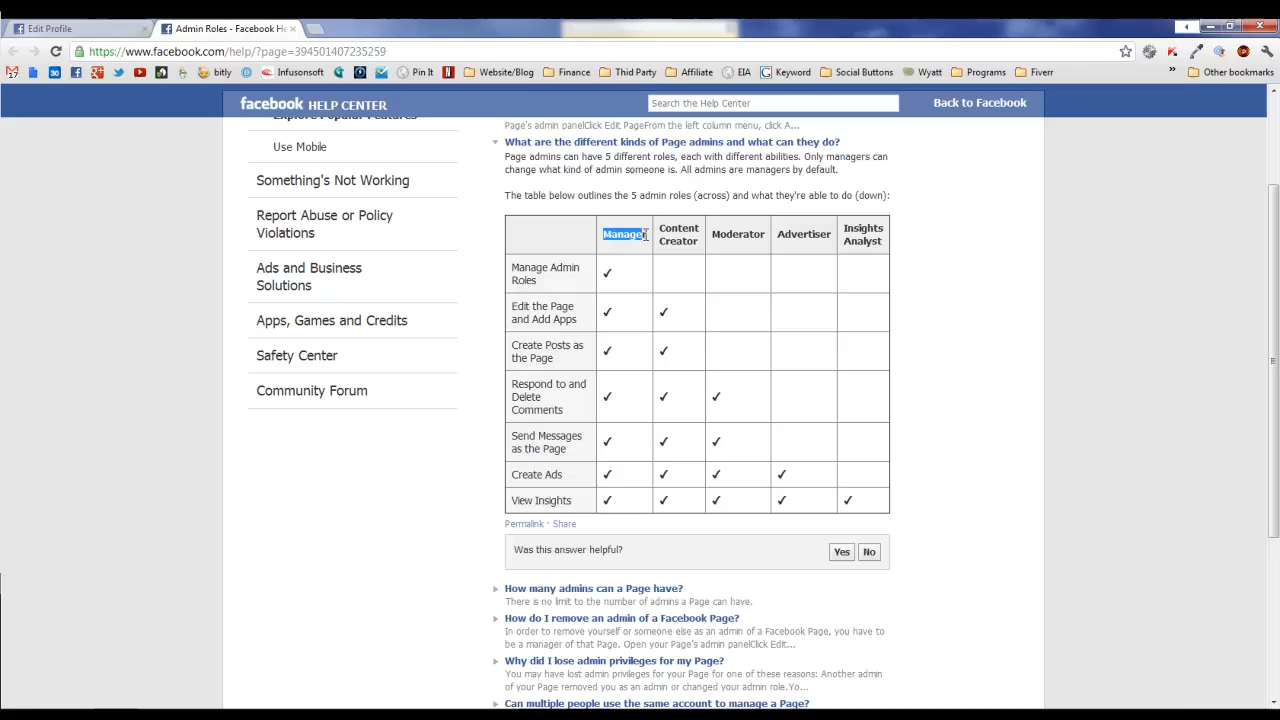 Edit Profile
Admin Roles - Facebook He
https://www.facebook.com/help/?page=394501407235259
bitly
Infusonsoft
Pin It
Website/Blog
Finance
Thid Party
Affiliate
EIA
Keyword
Social Buttons
Wyatt
Programs
Fiverr
Other bookmarks
facebook HELP CENTER
Search the Help Center
Back to Facebook
Explore Popular Features
Use Mobile
Something's Not Working
Report Abuse or Policy
Violations
Ads and Business
Solutions
Apps, Games and Credits
Safety Center
Community Forum
Page's admin panelClick Edit PageFrom the left column menu, click A...
What are the different kinds of Page admins and what can they do?
Page admins can have 5 different roles, each with different abilities. Only managers can
change what kind of admin someone is. All admins are managers by default.
The table below outlines the 5 admin roles (across) and what they're able to do (down):
Manager
Content
Creator
Moderator
Advertiser
Insights
Analyst
Manage Admin
Roles
✓
Edit the Page
and Add Apps
✓ ✓
Create Posts as
the Page
✓ ✓
Respond to and
Delete
Comments
✓ ✓ ✓
Send Messages
as the Page
✓ ✓ ✓
Create Ads
✓ ✓ ✓ ✓
View Insights
✓ ✓ ✓ ✓ ✓
Permalink · Share
Was this answer helpful?
Yes
No
How many admins can a Page have?
There is no limit to the number of admins a Page can have.
How do I remove an admin of a Facebook Page?
In order to remove yourself or someone else as an admin of a Facebook Page, you have to
be a manager of that Page. Open your Page's admin panelClick Edit...
Why did I lose admin privileges for my Page?
You may have lost admin privileges for your Page for one of these reasons: Another admin
of your Page removed you as an admin or changed your admin role.Yo...
Can multiple people use the same account to manage a Page?